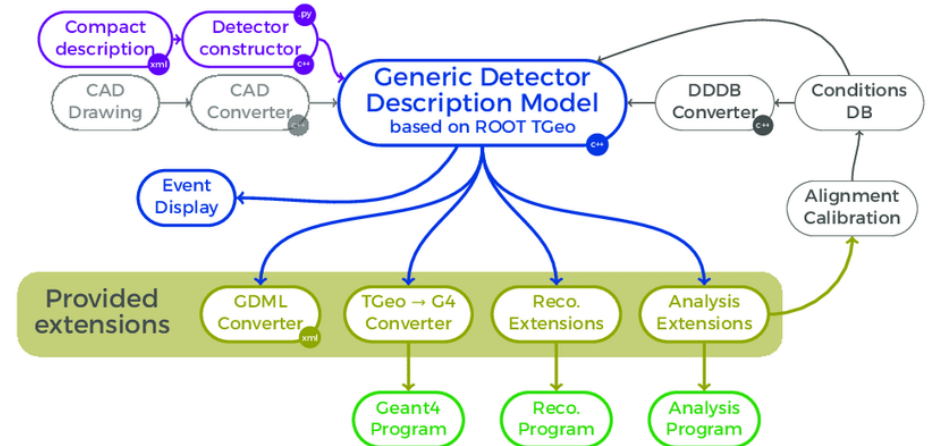 Compact
description
xml
Detector
constructor
.py
C++
CAD
Drawing
CAD
Converter
C++
Generic Detector
Description Model
based on ROOT TGeo
C++
DDDB
Converter
C++
Conditions
DB
Event
Display
Alignment
Calibration
Provided
extensions
GDML
Converter
xml
TGeo → G4
Converter
Reco.
Extensions
Analysis
Extensions
Geant4
Program
Reco.
Program
Analysis
Program